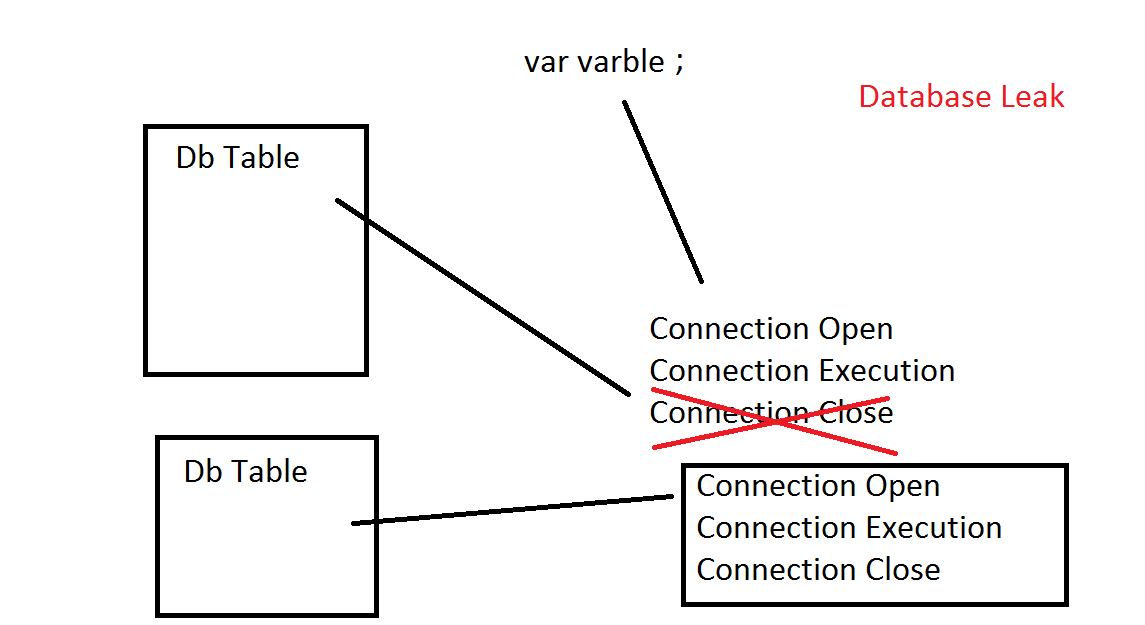 var varble ;
Database Leak
Db Table
Connection Open
Connection Execution
Connection Close
Db Table
Connection Open
Connection Execution
Connection Close